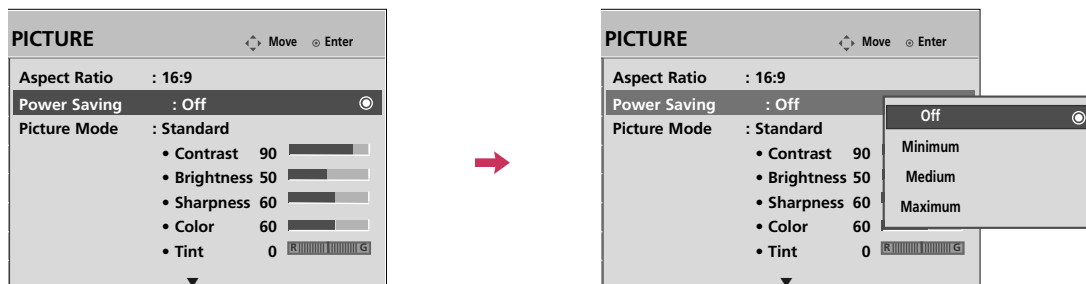 PICTURE Move Enter
Aspect Ratio : 16:9
Power Saving : Off
Picture Mode : Standard
• Contrast 90
• Brightness 50
• Sharpness 60
• Color 60
• Tint 0 R G
PICTURE Move Enter
Aspect Ratio : 16:9
Power Saving : Off
Picture Mode : Standard
• Contrast 90
• Brightness 50
• Sharpness 60
• Color 60
• Tint 0 R G
Off
Minimum
Medium
Maximum